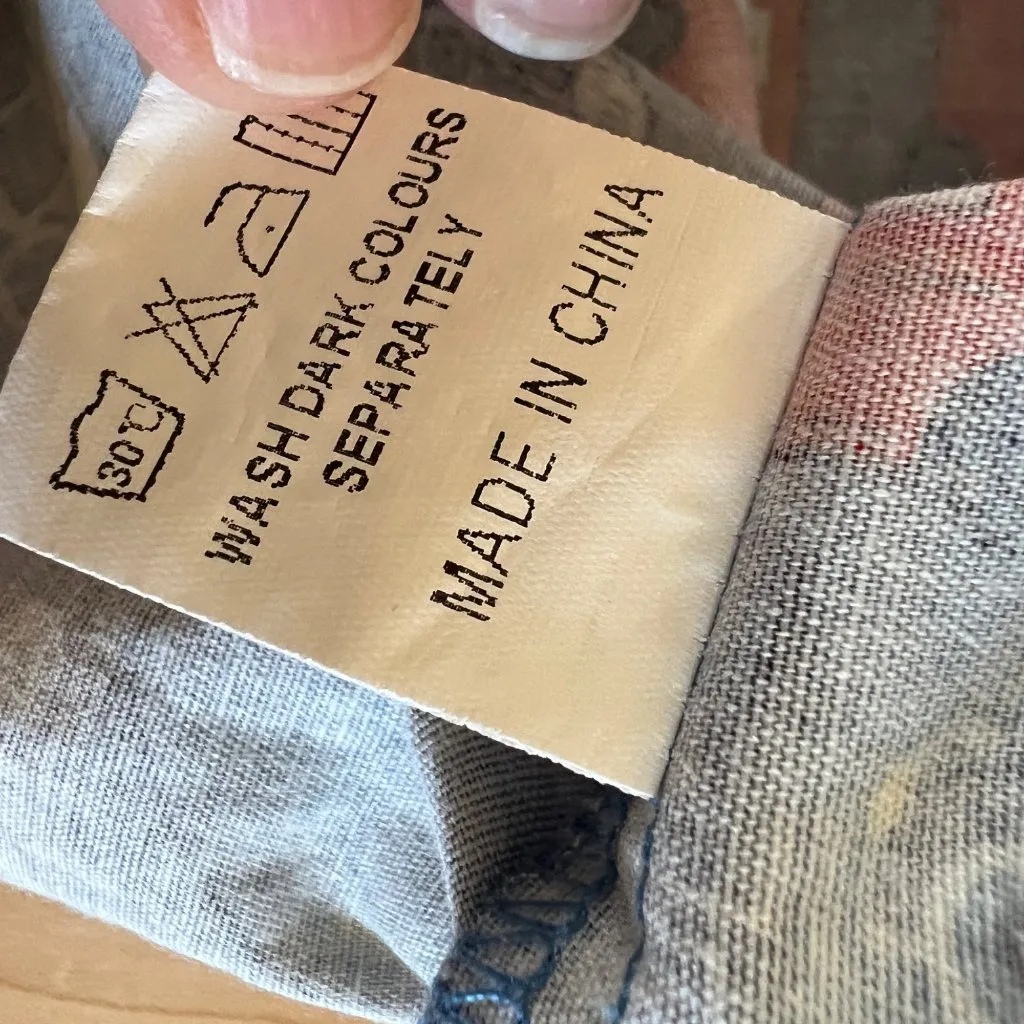 30℃
WASH DARK COLOURS
SEPARATELY
MADE IN CHINA